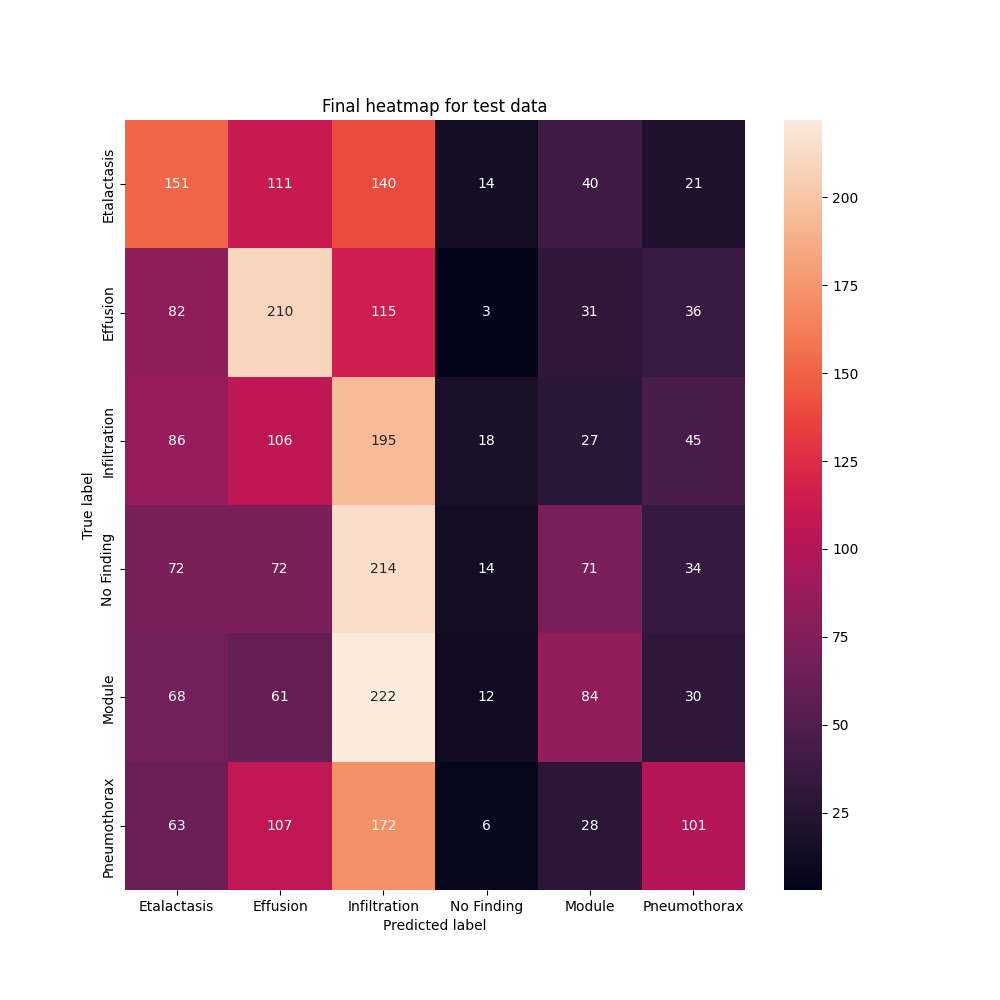 Final heatmap for test data
Etalactasis 151 111 140 14 40 21
Effusion 82 210 115 3 31 36
Infiltration 86 106 195 18 27 45
No Finding 72 72 214 14 71 34
Module 68 61 222 12 84 30
Pneumothorax 63 107 172 6 28 101
True label
Etalactasis Effusion Infiltration No Finding Module Pneumothorax
Predicted label
200
175
150
125
100
75
50
25